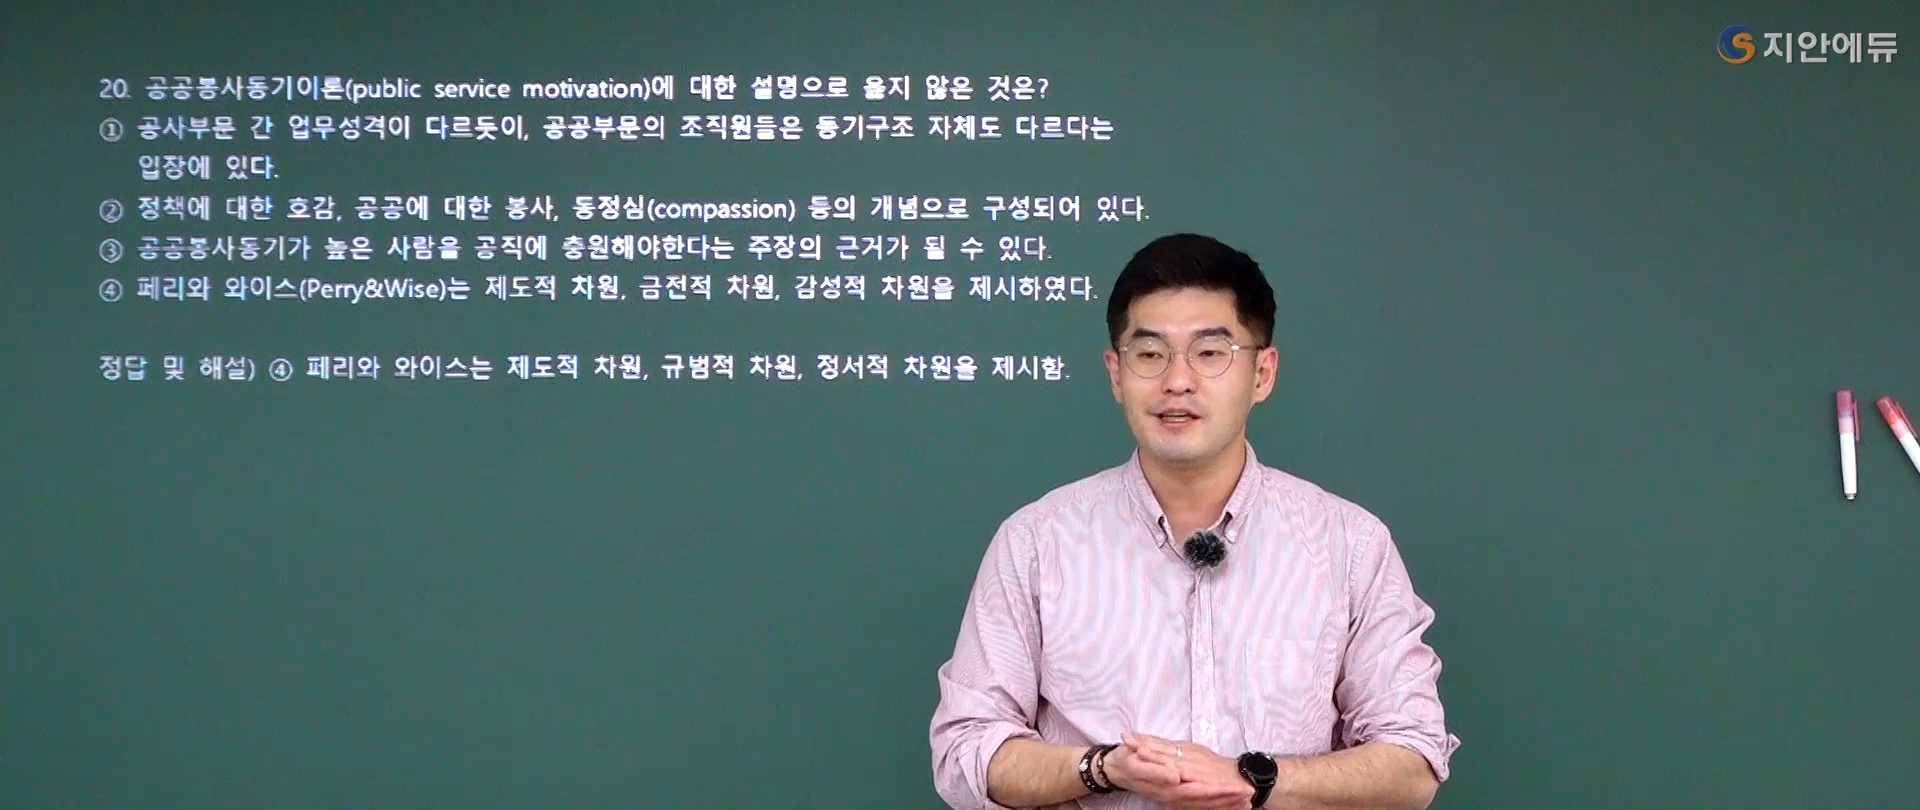 지안에듀
20. 공공봉사동기이론(public service motivation)에 대한 설명으로 옳지 않은 것은?
① 공사부문 간 업무성격이 다르듯이, 공공부문의 조직원들은 동기구조 자체도 다르다는
입장에 있다.
② 정책에 대한 호감, 공공에 대한 봉사, 동정심(compassion) 등의 개념으로 구성되어 있다.
③ 공공봉사동기가 높은 사람을 공직에 충원해야한다는 주장의 근거가 될 수 있다.
④ 페리와 와이스(Perry&Wise)는 제도적 차원, 금전적 차원, 감성적 차원을 제시하였다.
정답 및 해설) ④ 페리와 와이스는 제도적 차원, 규범적 차원, 정서적 차원을 제시함.